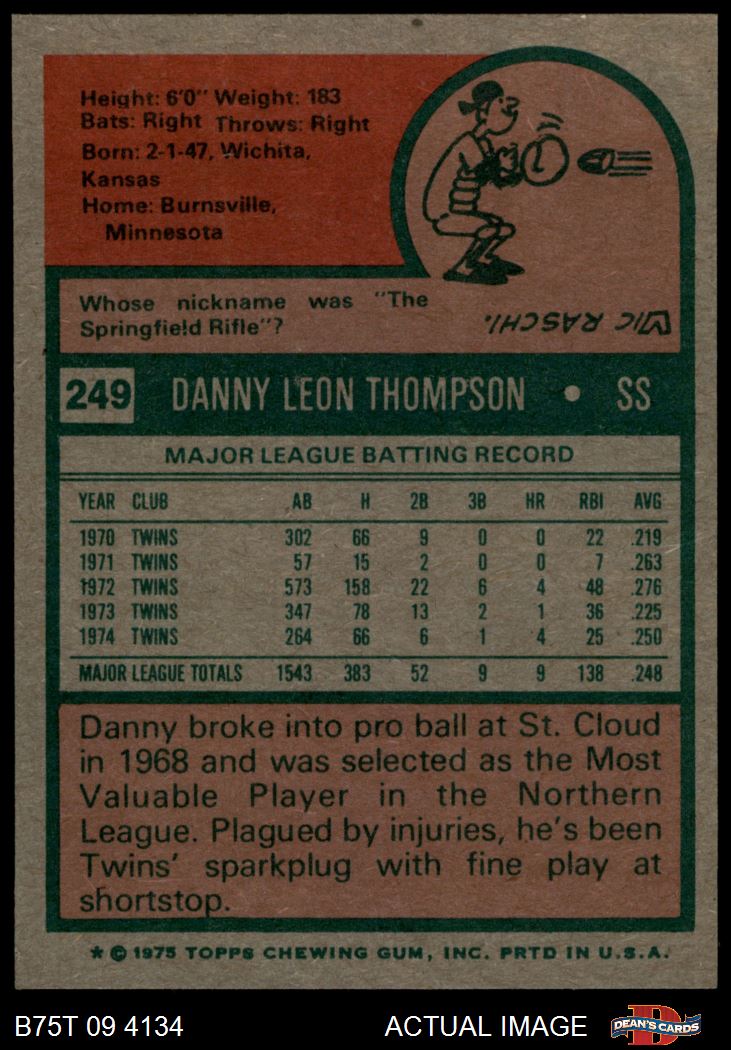 Height: 6'0" Weight: 183
Bats: Right Throws: Right
Born: 2-1-47, Wichita,
Kansas
Home: Burnsville,
Minnesota
Whose nickname was "The
Springfield Rifle"?
VIC RASCHI.
249 DANNY LEON THOMPSON • SS
MAJOR LEAGUE BATTING RECORD
YEAR CLUB AB H 2B 3B HR RBI AVG
1970 TWINS 302 66 9 0 0 22 .219
1971 TWINS 57 15 2 0 0 7 .263
1972 TWINS 573 158 22 6 4 48 .276
1973 TWINS 347 78 13 2 1 36 .225
1974 TWINS 264 66 6 1 4 25 .250
MAJOR LEAGUE TOTALS 1543 383 52 9 9 138 .248
Danny broke into pro ball at St. Cloud
in 1968 and was selected as the Most
Valuable Player in the Northern
League. Plagued by injuries, he's been
Twins' sparkplug with fine play at
shortstop.
* © 1975 TOPPS CHEWING GUM, INC. PRTD IN U.S.A.
B75T 09 4134 ACTUAL IMAGE D DEAN'S CARDS